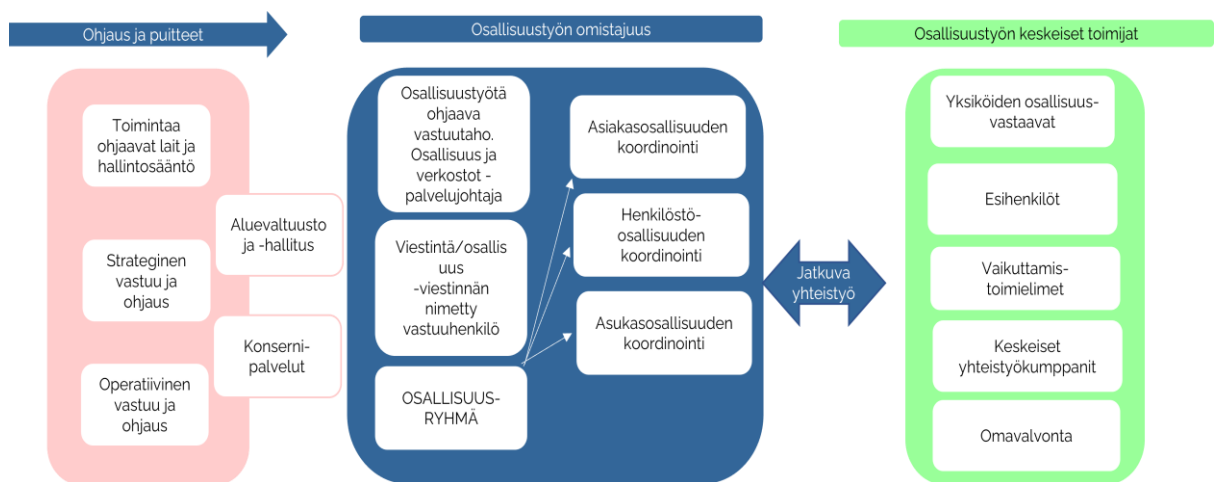 Ohjaus ja puitteet
Toimintaa
ohjaavat lait ja
hallintosääntö
Aluevaltuusto
ja -hallitus
Strateginen
vastuu ja
ohjaus
Konserni-
palvelut
Operatiivinen
vastuu ja
ohjaus
Osallisuustyön omistajuus
Osallisuustyötä
ohjaava
vastuutaho.
Osallisuus ja
verkostot -
palvelujohtaja
Viestintä/osallis
uus
-viestinnän
nimetty
vastuuhenkilö
OSALLISUUS-
RYHMÄ
Asiakasosallisuuden
koordinointi
Henkilöstö-
osallisuuden
koordinointi
Asukasosallisuuden
koordinointi
Jatkuva
yhteistyö
Osallisuustyön keskeiset toimijat
Yksiköiden osallisuus-
vastaavat
Esihenkilöt
Vaikuttamis-
toimielimet
Keskeiset
yhteistyökumppanit
Omavalvonta